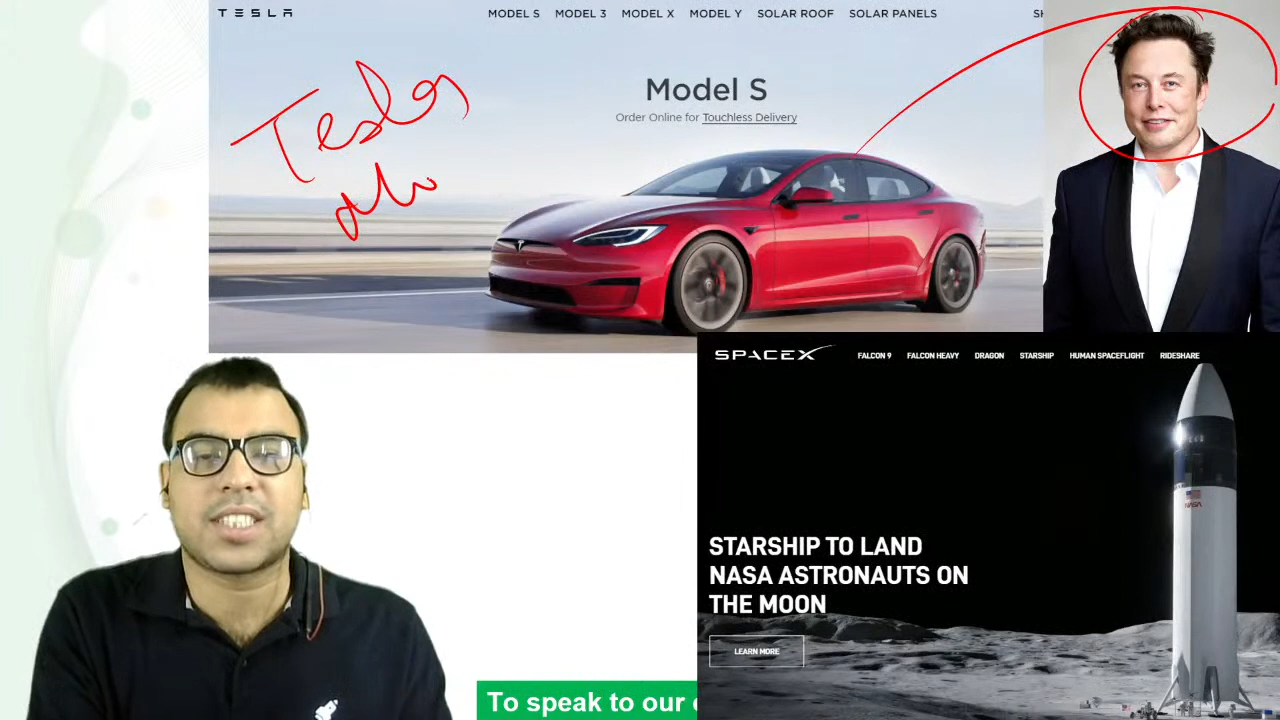 TESLA
MODEL S MODEL 3 MODEL X MODEL Y SOLAR ROOF SOLAR PANELS
Model S
Order Online for Touchless Delivery
Tesla
SPACEX
FALCON 9 FALCON HEAVY DRAGON STARSHIP HUMAN SPACEFLIGHT RIDESHARE
NASA
STARSHIP TO LAND
NASA ASTRONAUTS ON
THE MOON
LEARN MORE
To speak to our